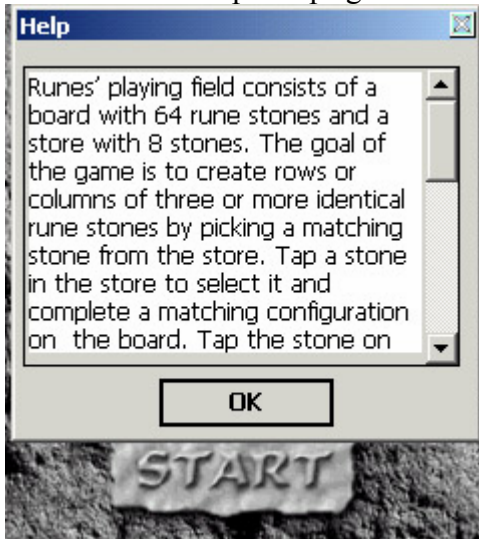 Help
Runes' playing field consists of a
board with 64 rune stones and a
store with 8 stones. The goal of
the game is to create rows or
columns of three or more identical
rune stones by picking a matching
stone from the store. Tap a stone
in the store to select it and
complete a matching configuration
on  the board. Tap the stone on
OK
START